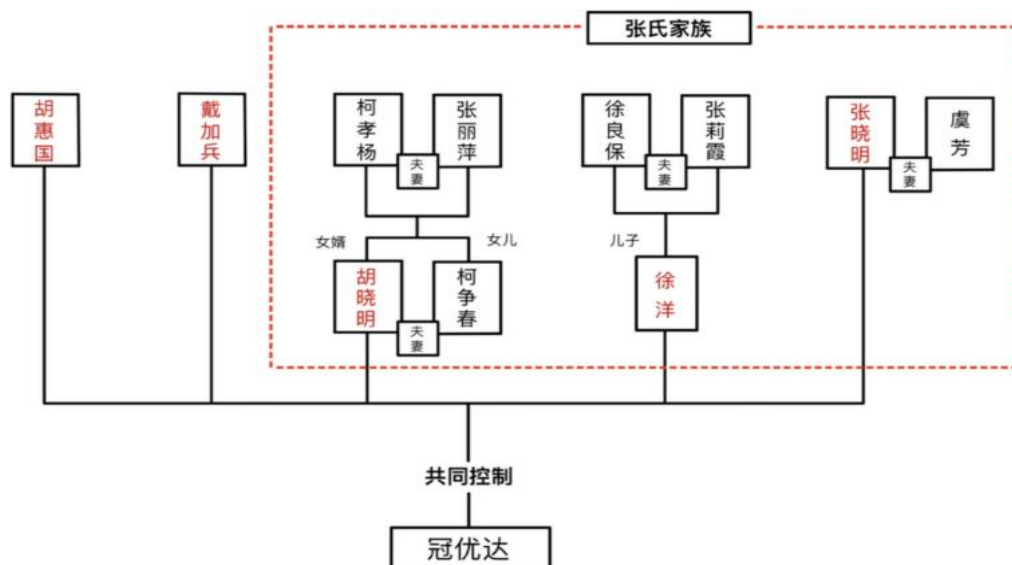 张氏家族
胡惠国
戴加兵
柯孝杨
夫妻
张丽萍
徐良保
夫妻
张莉霞
张晓明
夫妻
虞芳
女婿
女儿
儿子
胡晓明
夫妻
柯争春
徐洋
共同控制
冠优达